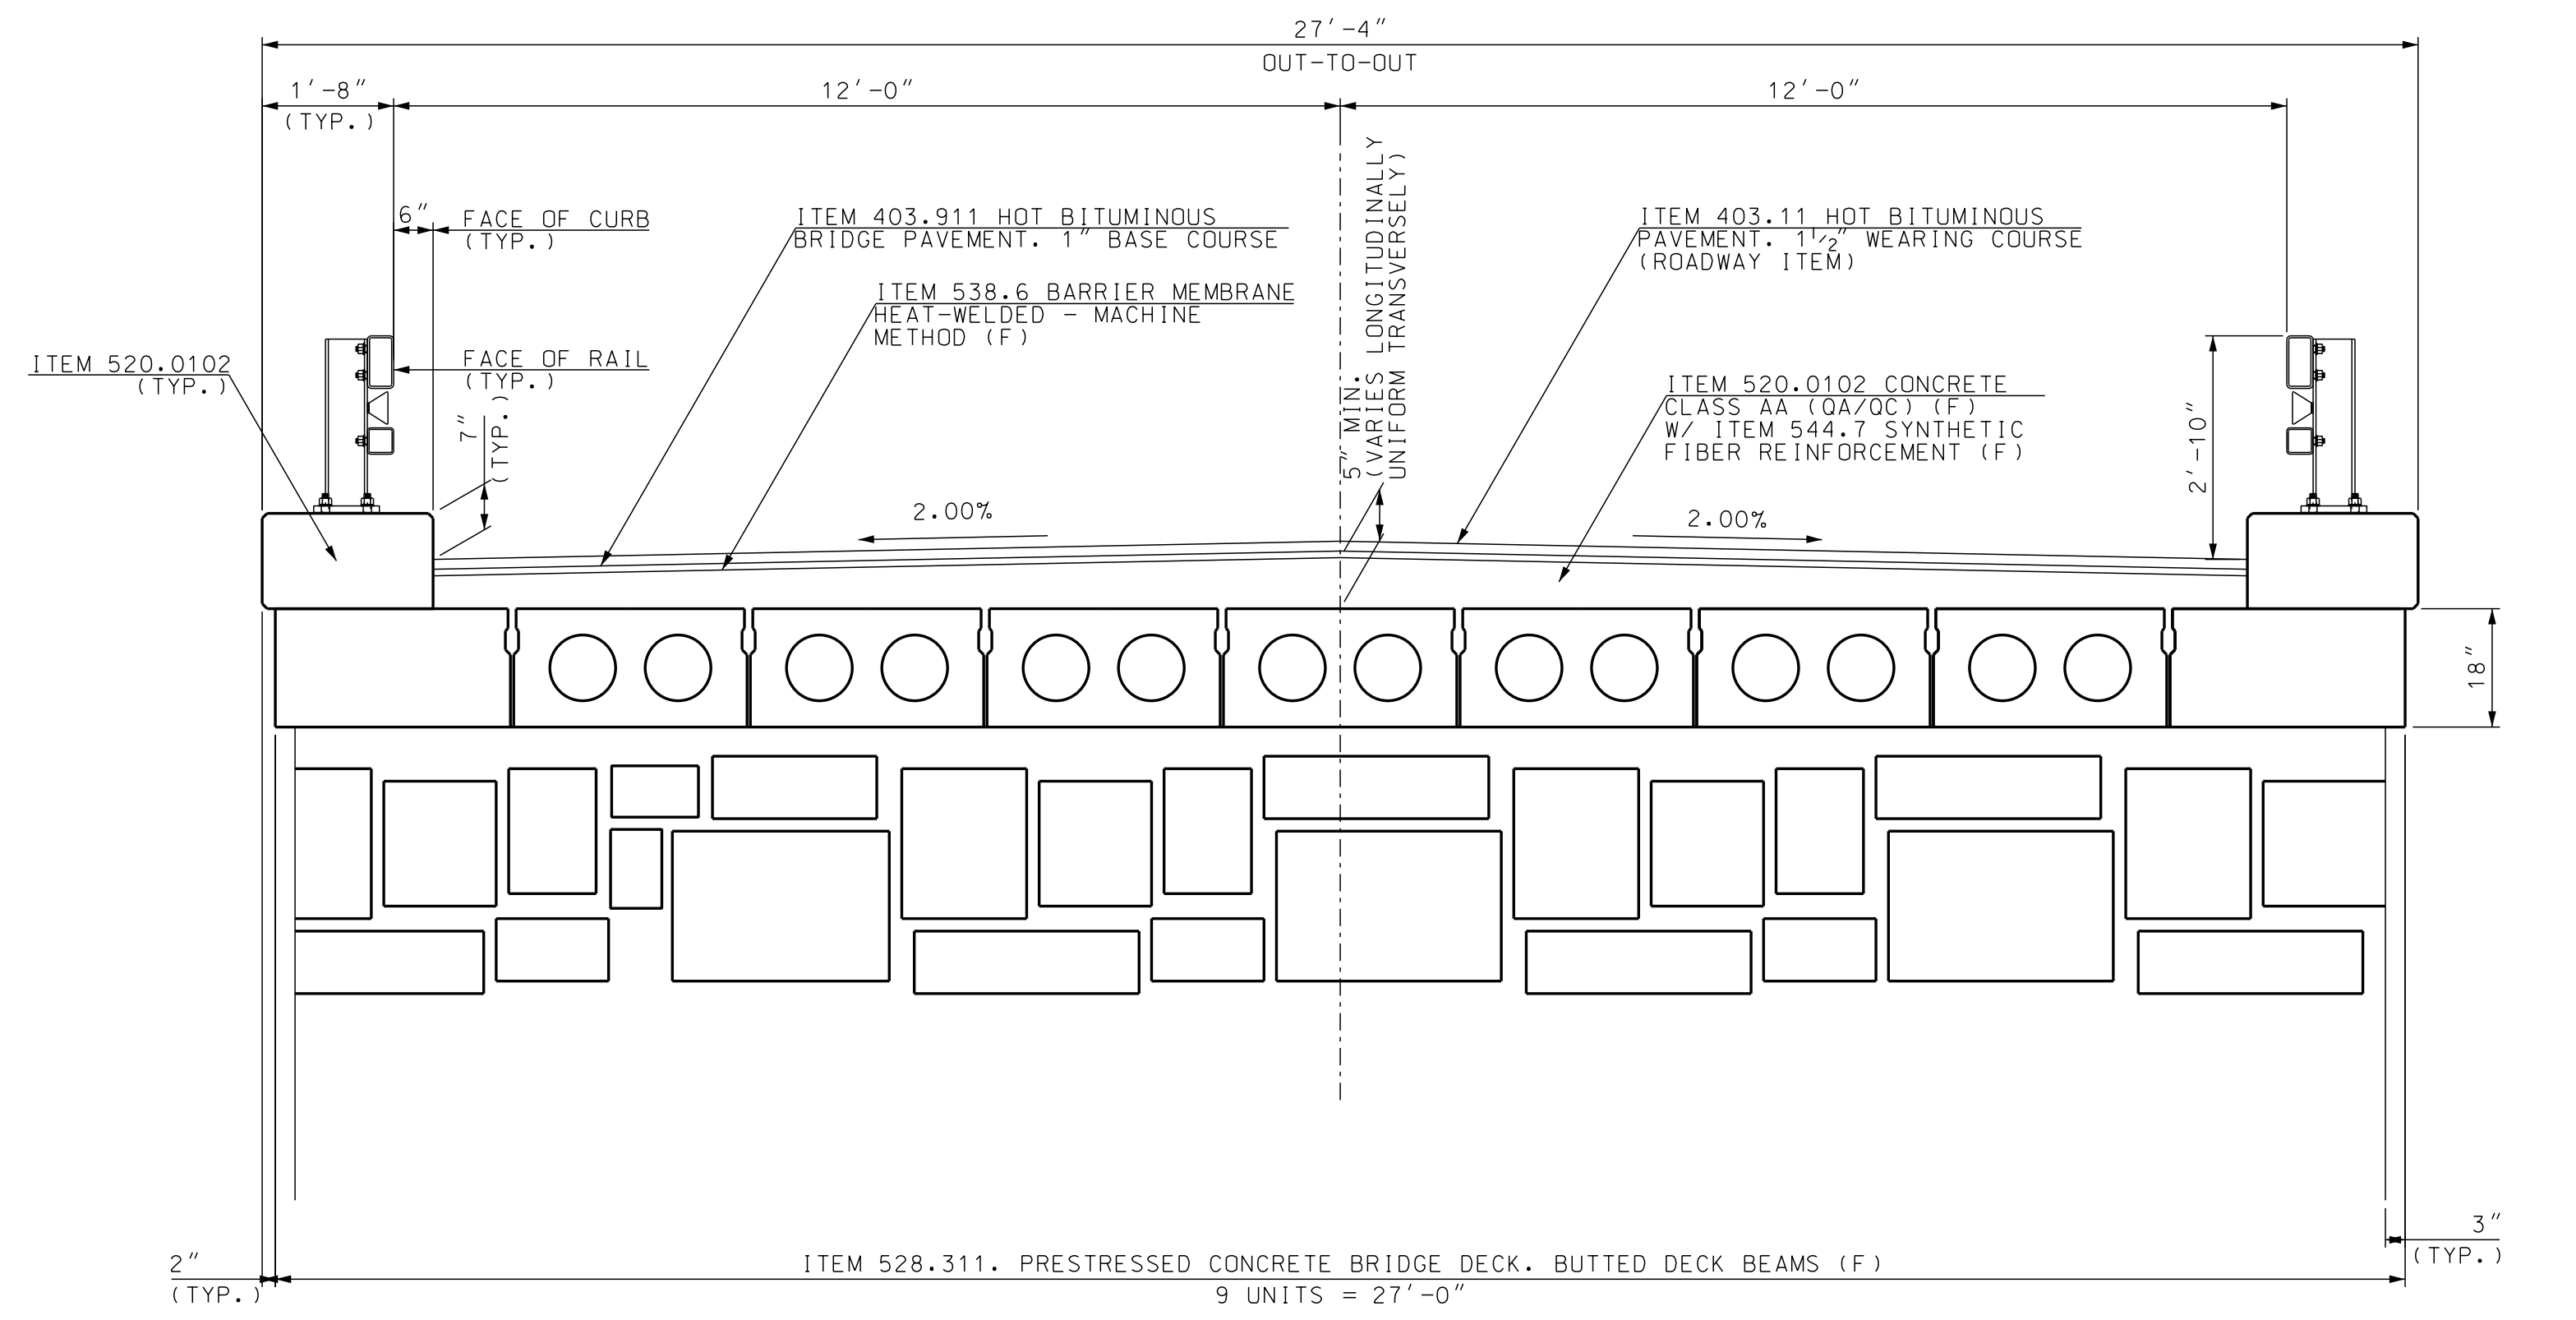 27'-4"
OUT-TO-OUT
1'-8"
(TYP.)
12'-0"
12'-0"
6"
FACE OF CURB
(TYP.)
ITEM 403.911 HOT BITUMINOUS
BRIDGE PAVEMENT. 1" BASE COURSE
ITEM 538.6 BARRIER MEMBRANE
HEAT-WELDED - MACHINE
METHOD (F)
5" MIN.
(VARIES LONGITUDINALLY
UNIFORM TRANSVERSELY)
ITEM 403.11 HOT BITUMINOUS
PAVEMENT. 1 1/2" WEARING COURSE
(ROADWAY ITEM)
ITEM 520.0102
(TYP.)
FACE OF RAIL
(TYP.)
7"
(TYP.)
ITEM 520.0102 CONCRETE
CLASS AA (QA/QC) (F)
W/ ITEM 544.7 SYNTHETIC
FIBER REINFORCEMENT (F)
2'-10"
2.00%
2.00%
18"
2"
(TYP.)
ITEM 528.311. PRESTRESSED CONCRETE BRIDGE DECK. BUTTED DECK BEAMS (F)
9 UNITS = 27'-0"
3"
(TYP.)